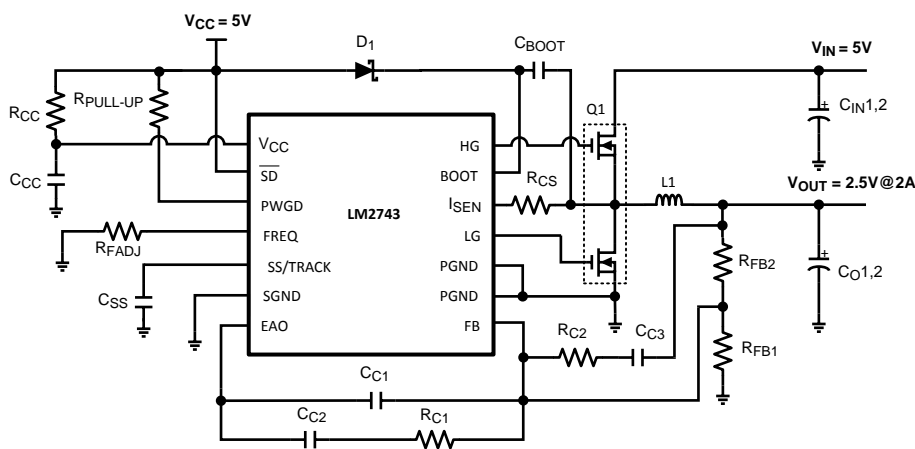 VCC = 5V
D1
CBOOT
VIN = 5V
RCC
RPULL-UP
Q1
CIN1,2
VCC
HG
CCC
SD
BOOT
RCS
L1
VOUT = 2.5V@2A
PWGD
LM2743
ISEN
FREQ
LG
RFADJ
SS/TRACK
PGND
RFB2
CO1,2
CSS
SGND
PGND
EAO
FB
RC2
CC3
RFB1
CC1
CC2
RC1
+
+